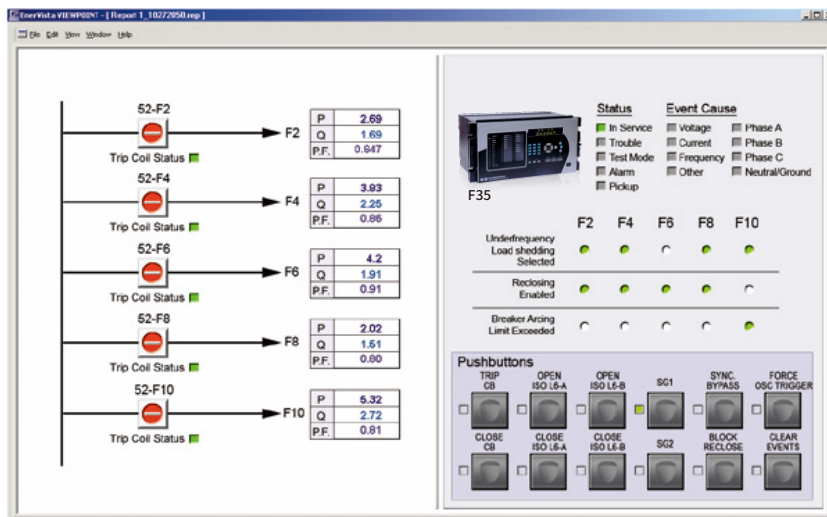 EnerVista VIEWPOINT - [ Report 1_10272050.rep ]
File Edit View Window Help
52-F2
F2
P 2.69
Q 1.69
P.F. 0.847
Trip Coil Status
52-F4
F4
P 3.93
Q 2.25
P.F. 0.86
Trip Coil Status
52-F6
F6
P 4.2
Q 1.91
P.F. 0.91
Trip Coil Status
52-F8
F8
P 2.02
Q 1.51
P.F. 0.80
Trip Coil Status
52-F10
F10
P 5.32
Q 2.72
P.F. 0.81
Trip Coil Status
F35
Status
In Service
Trouble
Test Mode
Alarm
Pickup
Event Cause
Voltage
Current
Frequency
Other
Phase A
Phase B
Phase C
Neutral/Ground
F2 F4 F6 F8 F10
Underfrequency
Load shedding
Selected
Reclosing
Enabled
Breaker Arcing
Limit Exceeded
Pushbuttons
TRIP
CB
OPEN
ISO L6-A
OPEN
ISO L6-B
SG1
SYNC.
BYPASS
FORCE
OSC TRIGGER
CLOSE
CB
CLOSE
ISO L6-A
CLOSE
ISO L6-B
SG2
BLOCK
RECLOSE
CLEAR
EVENTS